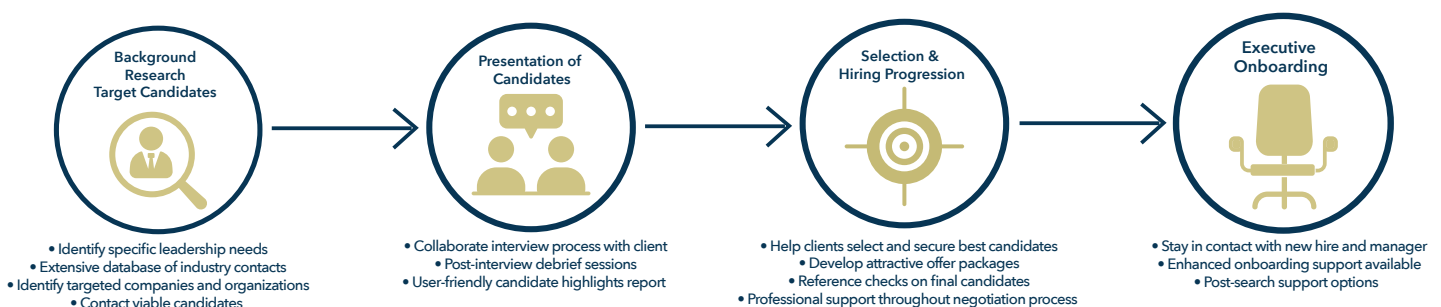 Background
Research
Target Candidates
• Identify specific leadership needs
• Extensive database of industry contacts
• Identify targeted companies and organizations
• Contact viable candidates
Presentation of
Candidates
• Collaborate interview process with client
• Post-interview debrief sessions
• User-friendly candidate highlights report
Selection &
Hiring Progression
• Help clients select and secure best candidates
• Develop attractive offer packages
• Reference checks on final candidates
• Professional support throughout negotiation process
Executive
Onboarding
• Stay in contact with new hire and manager
• Enhanced onboarding support available
• Post-search support options